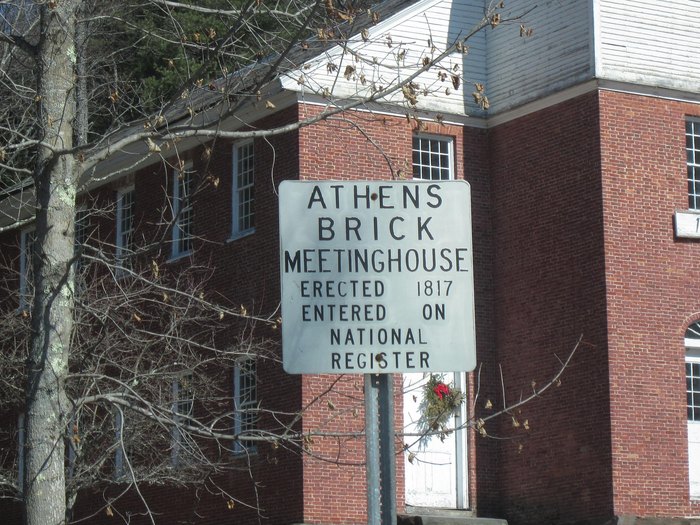 ATHENS
BRICK
MEETINGHOUSE
ERECTED 1817
ENTERED ON
NATIONAL
REGISTER